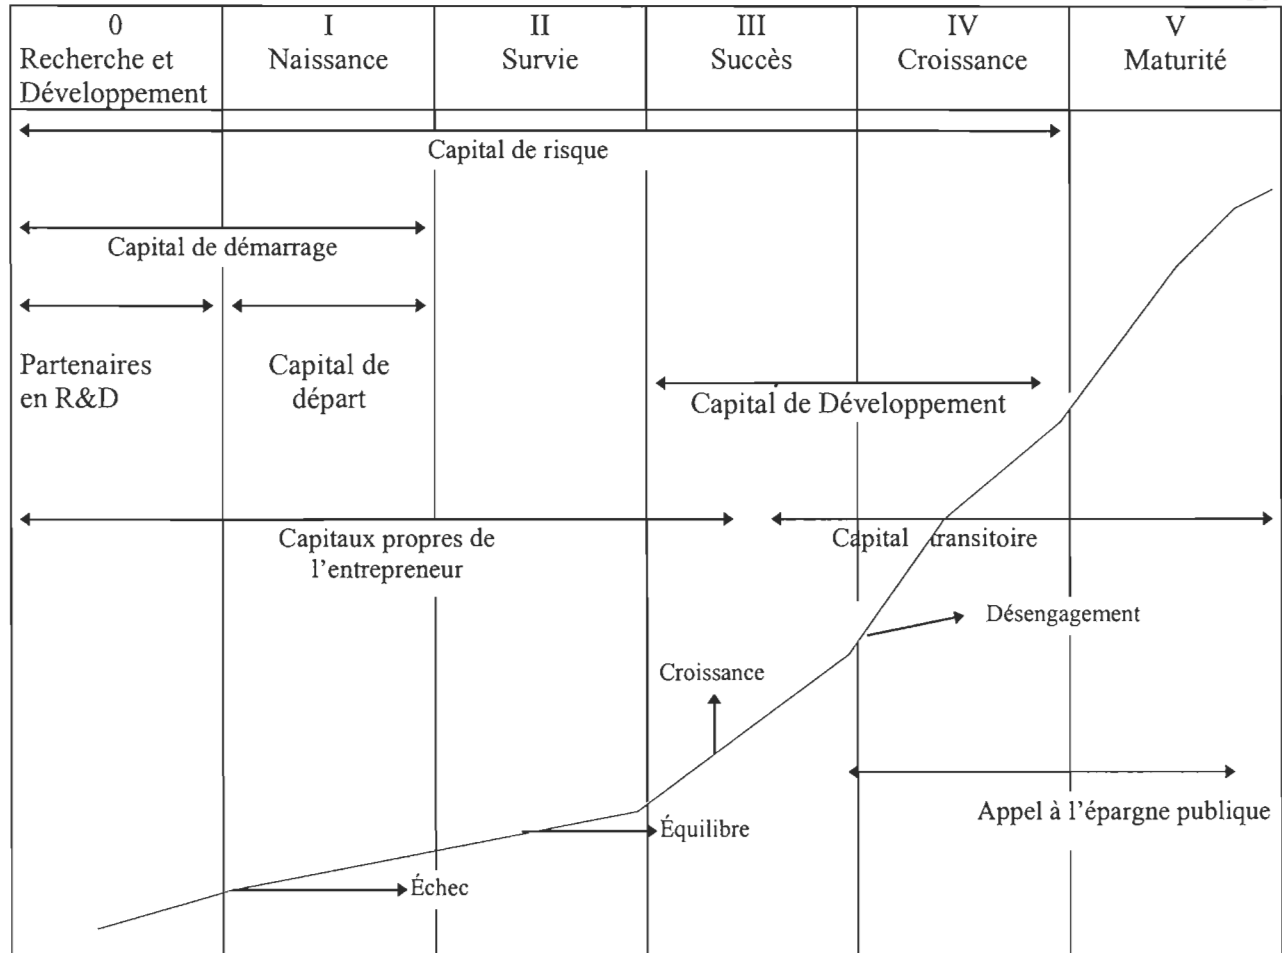 0
Recherche et
Développement
I
Naissance
II
Survie
III
Succès
IV
Croissance
V
Maturité
Capital de risque
Capital de démarrage
Partenaires
en R&D
Capital de
départ
Capital de Développement
Capitaux propres de
l'entrepreneur
Capital transitoire
Désengagement
Croissance
Appel à l'épargne publique
Équilibre
Échec